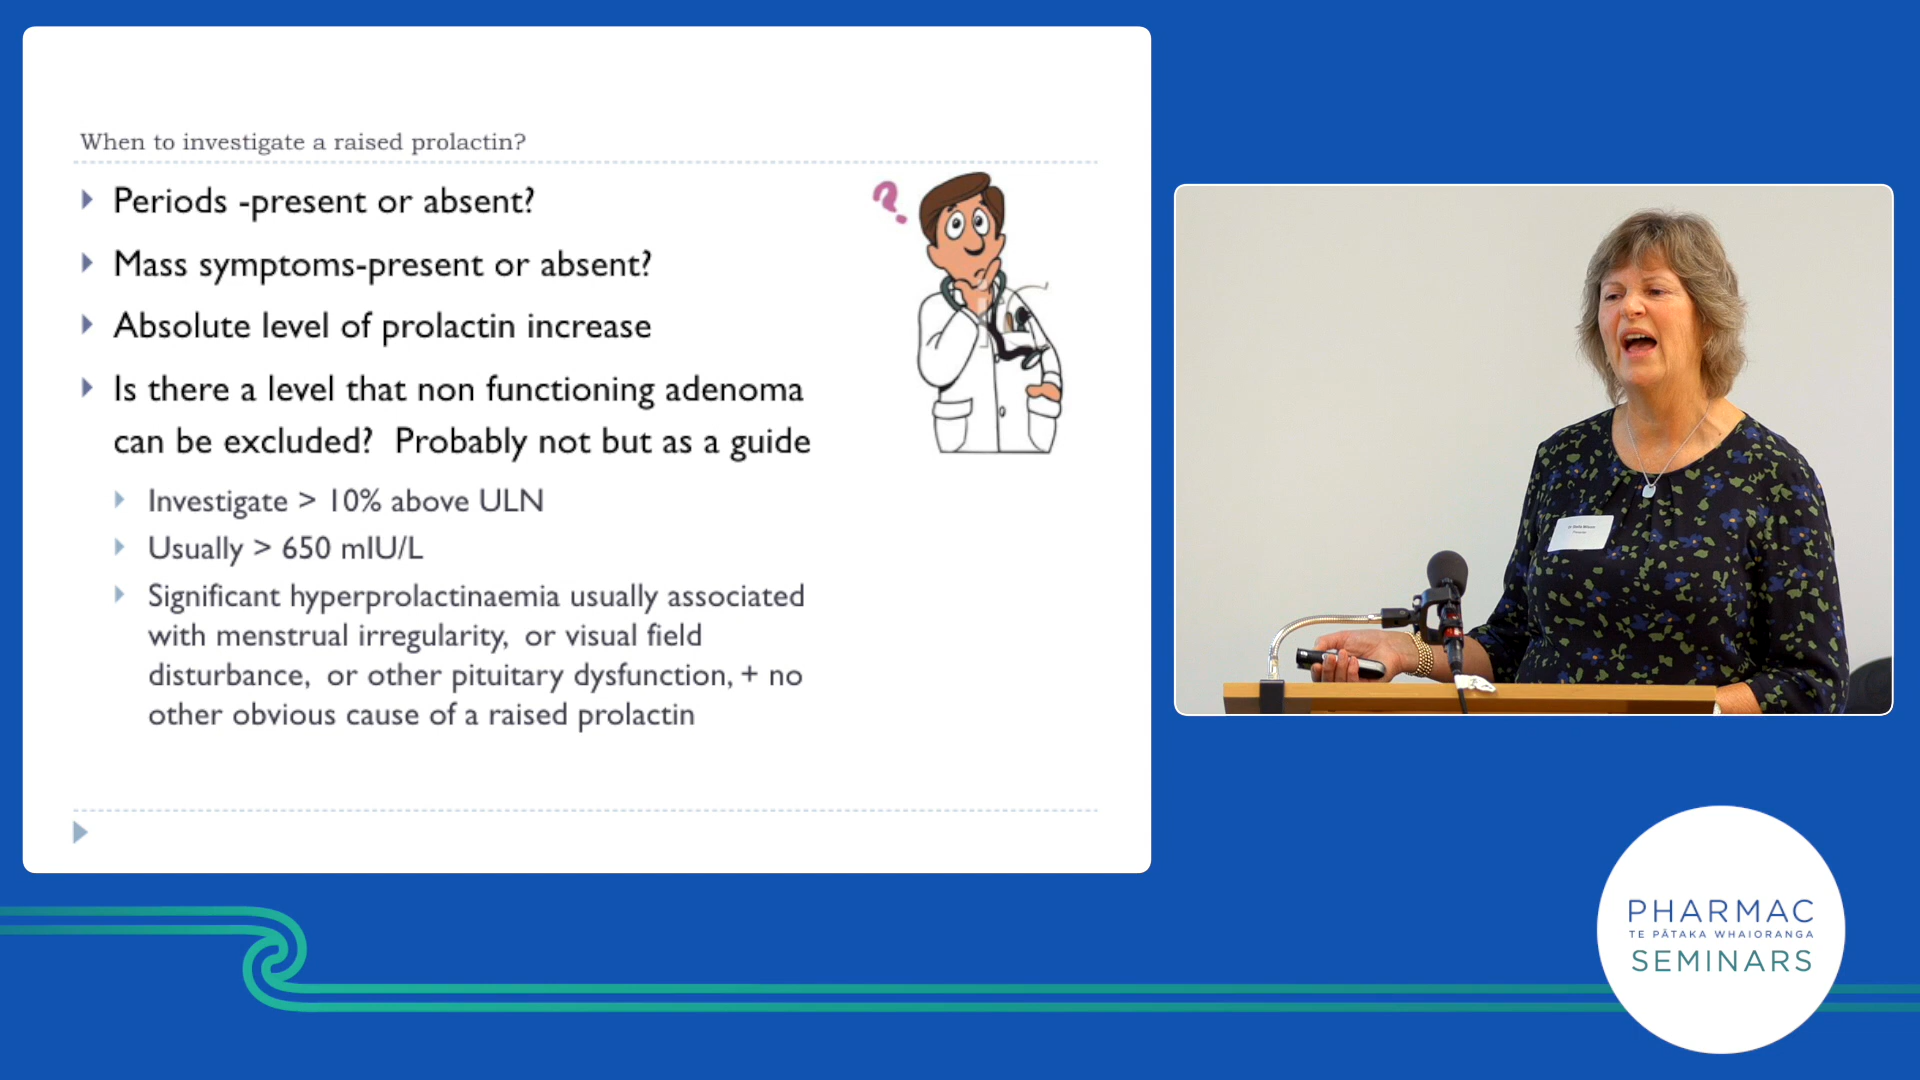 When to investigate a raised prolactin?
Periods -present or absent?
Mass symptoms-present or absent?
Absolute level of prolactin increase
Is there a level that non functioning adenoma
can be excluded?  Probably not but as a guide
Investigate > 10% above ULN
Usually > 650 mIU/L
Significant hyperprolactinaemia usually associated
with menstrual irregularity,  or visual field
disturbance,  or other pituitary dysfunction, + no
other obvious cause of a raised prolactin
?
PHARMAC
TE PĀTAKA WHAIORANGA
SEMINARS